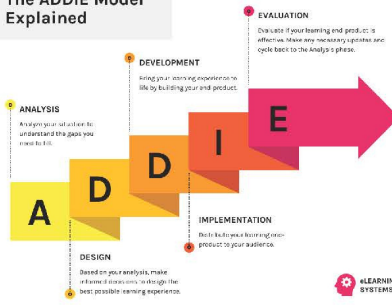 The ADDIE Model
Explained
EVALUATION
Evaluate if your learning end-product is
effective. Make any necessary updates and
cycle back to the Analysis phase.
DEVELOPMENT
Bring your learning experience to
life by building your end-product.
ANALYSIS
Analyze your situation to
understand the gaps you
need to fill.
A
D
D
I
E
IMPLEMENTATION
Distribute your learning end-
product to your audience.
DESIGN
Based on your analysis, make
informed decisions to design the
best possible learning experience.
eLEARNIN
SYSTEMS